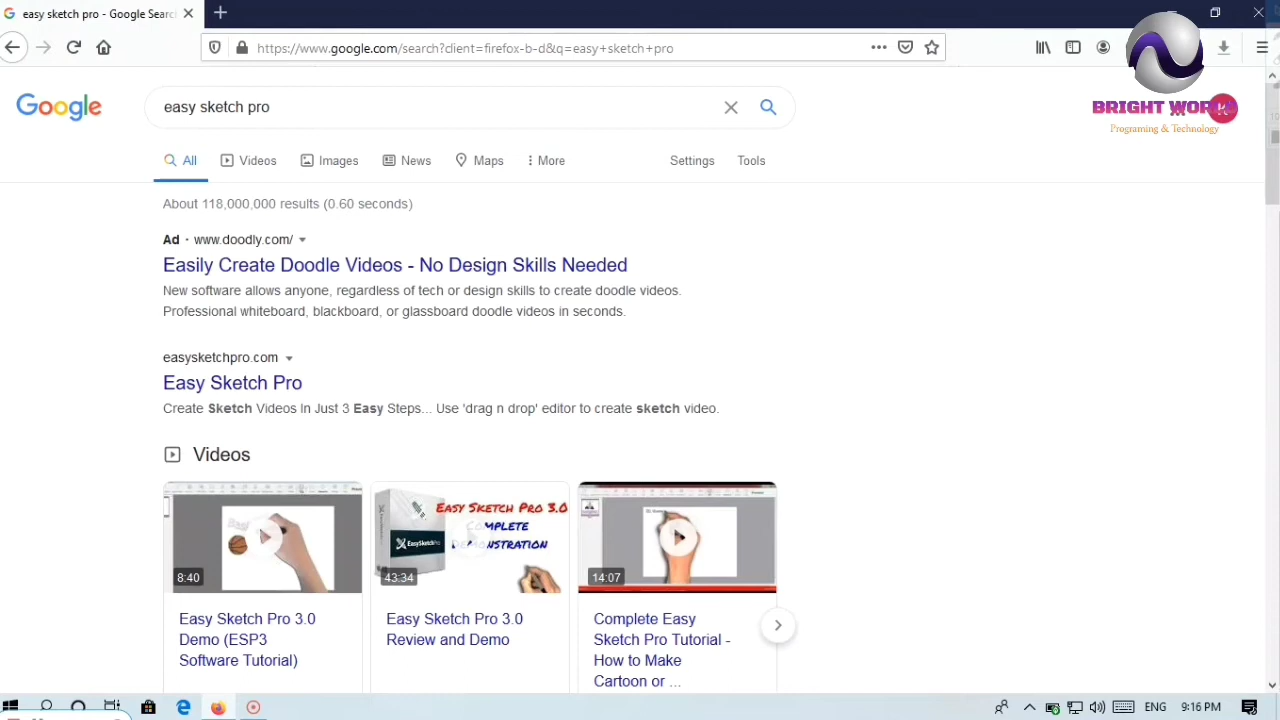 easy sketch pro - Google Searc
https://www.google.com/search?client=firefox-b-d&q=easy+sketch+pro
BRIGHT WOR
Programing & Technology
Google
easy sketch pro
All
Videos
Images
News
Maps
More
Settings
Tools
About 118,000,000 results (0.60 seconds)
Ad · www.doodly.com/
Easily Create Doodle Videos - No Design Skills Needed
New software allows anyone, regardless of tech or design skills to create doodle videos.
Professional whiteboard, blackboard, or glassboard doodle videos in seconds.
easysketchpro.com
Easy Sketch Pro
Create Sketch Videos In Just 3 Easy Steps... Use 'drag n drop' editor to create sketch video.
Videos
8:40
Easy Sketch Pro 3.0
Demo (ESP3
Software Tutorial)
EASY SKETCH PRO 3.0
COMPLETE
DEMONSTRATION
EasySketchPro
43:34
Easy Sketch Pro 3.0
Review and Demo
14:07
Complete Easy
Sketch Pro Tutorial -
How to Make
Cartoon or ...
ENG
9:16 PM